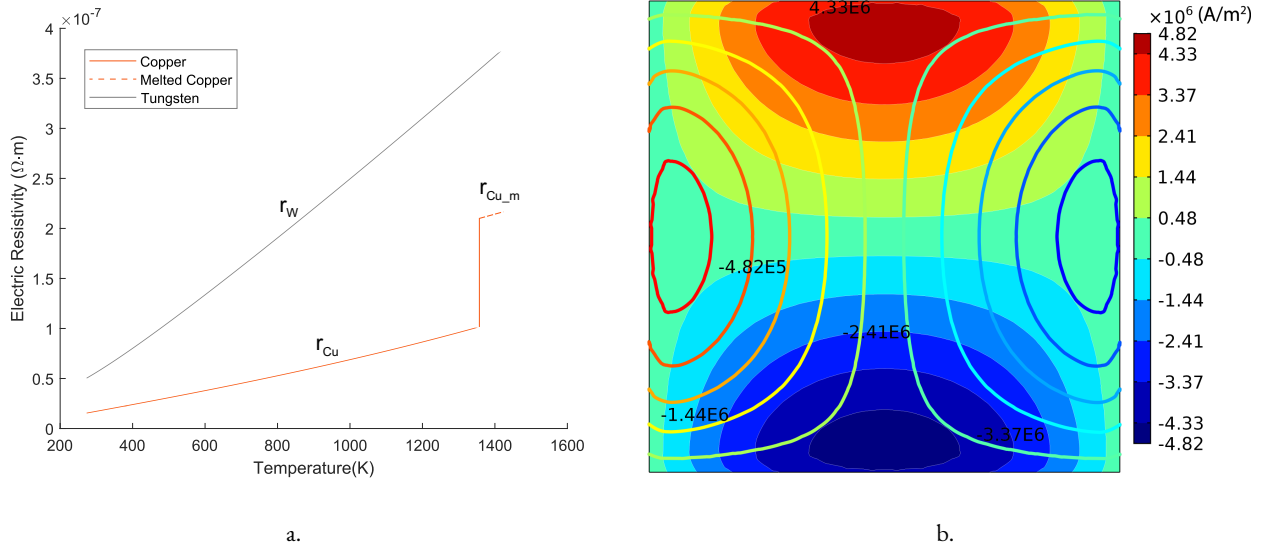 ×10⁻⁷
4
3.5
3
2.5
2
1.5
1
0.5
0
200
400
600
800
1000
1200
1400
1600
Electric Resistivity (Ω·m)
Temperature(K)
Copper
Melted Copper
Tungsten
r_W
r_Cu_m
r_Cu
a.
4.33E6
-4.82E5
-2.41E6
-1.44E6
-3.37E6
×10⁶ (A/m²)
4.82
4.33
3.37
2.41
1.44
0.48
-0.48
-1.44
-2.41
-3.37
-4.33
-4.82
b.